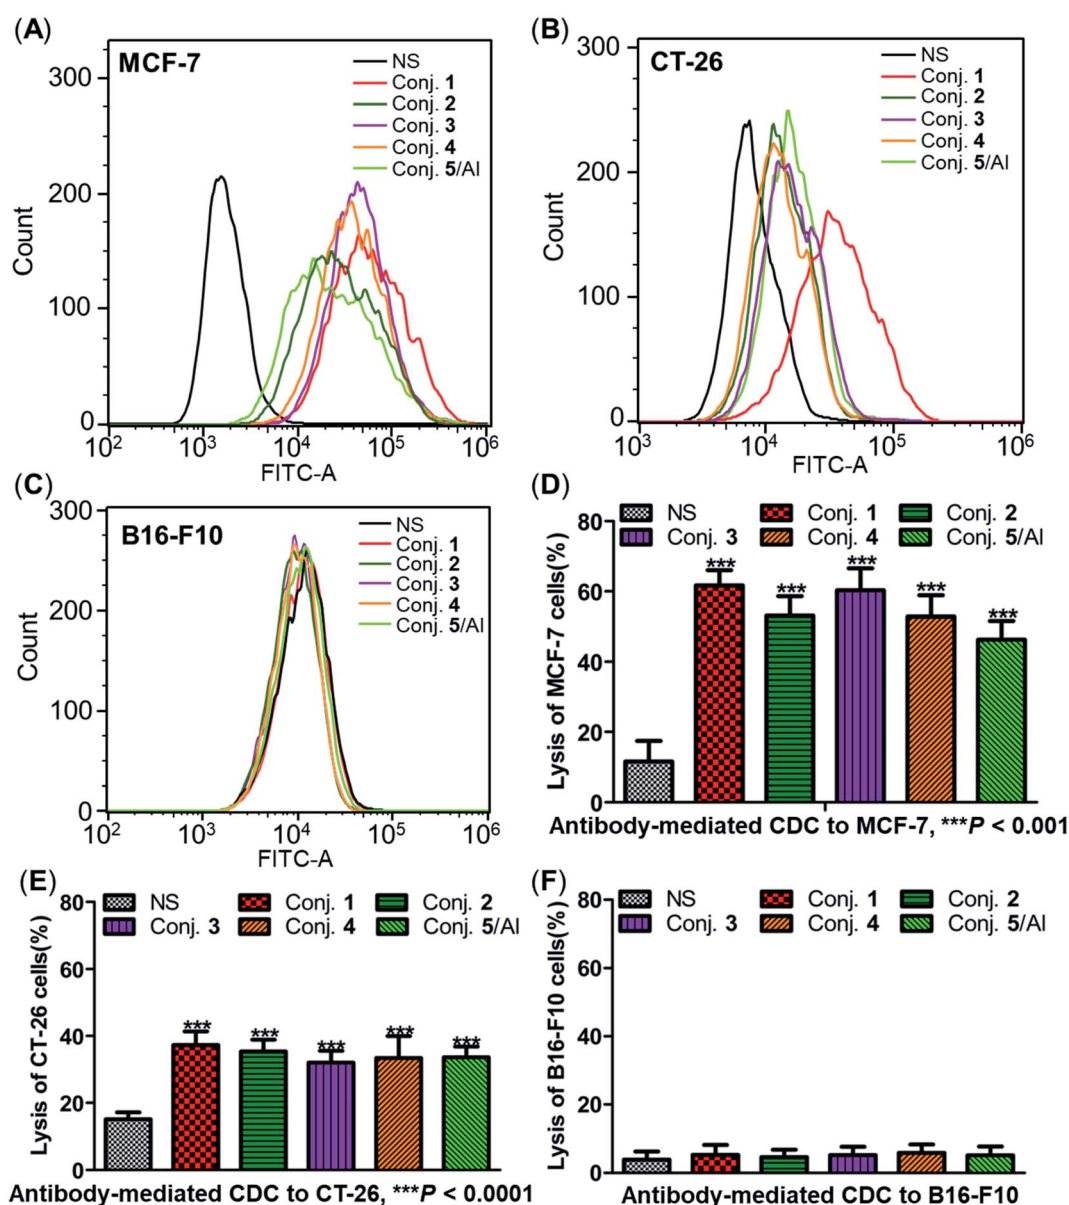 (A)
MCF-7
NS
Conj. 1
Conj. 2
Conj. 3
Conj. 4
Conj. 5/Al
300
200
100
0
Count
10² 10³ 10⁴ 10⁵ 10⁶
FITC-A
(B)
CT-26
NS
Conj. 1
Conj. 2
Conj. 3
Conj. 4
Conj. 5/Al
300
200
100
0
Count
10³ 10⁴ 10⁵ 10⁶
FITC-A
(C)
B16-F10
NS
Conj. 1
Conj. 2
Conj. 3
Conj. 4
Conj. 5/Al
300
200
100
0
Count
10² 10³ 10⁴ 10⁵ 10⁶
FITC-A
(D)
NS Conj. 1 Conj. 2
Conj. 3 Conj. 4 Conj. 5/Al
80
60
40
20
0
Lysis of MCF-7 cells(%)
*** *** *** *** ***
Antibody-mediated CDC to MCF-7, ***P < 0.001
(E)
NS Conj. 1 Conj. 2
Conj. 3 Conj. 4 Conj. 5/Al
80
60
40
20
0
Lysis of CT-26 cells(%)
*** *** *** *** ***
Antibody-mediated CDC to CT-26, ***P < 0.0001
(F)
NS Conj. 1 Conj. 2
Conj. 3 Conj. 4 Conj. 5/Al
80
60
40
20
0
Lysis of B16-F10 cells(%)
Antibody-mediated CDC to B16-F10